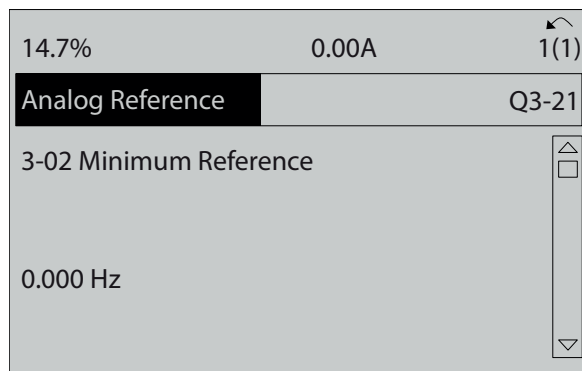 14.7% 0.00A 1(1)
Analog Reference Q3-21
3-02 Minimum Reference
0.000 Hz